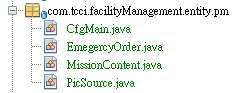 com.tcci.facilityManagement.entity.pm
CfgMain.java
EmegercyOrder.java
MissionContent.java
PicSource.java